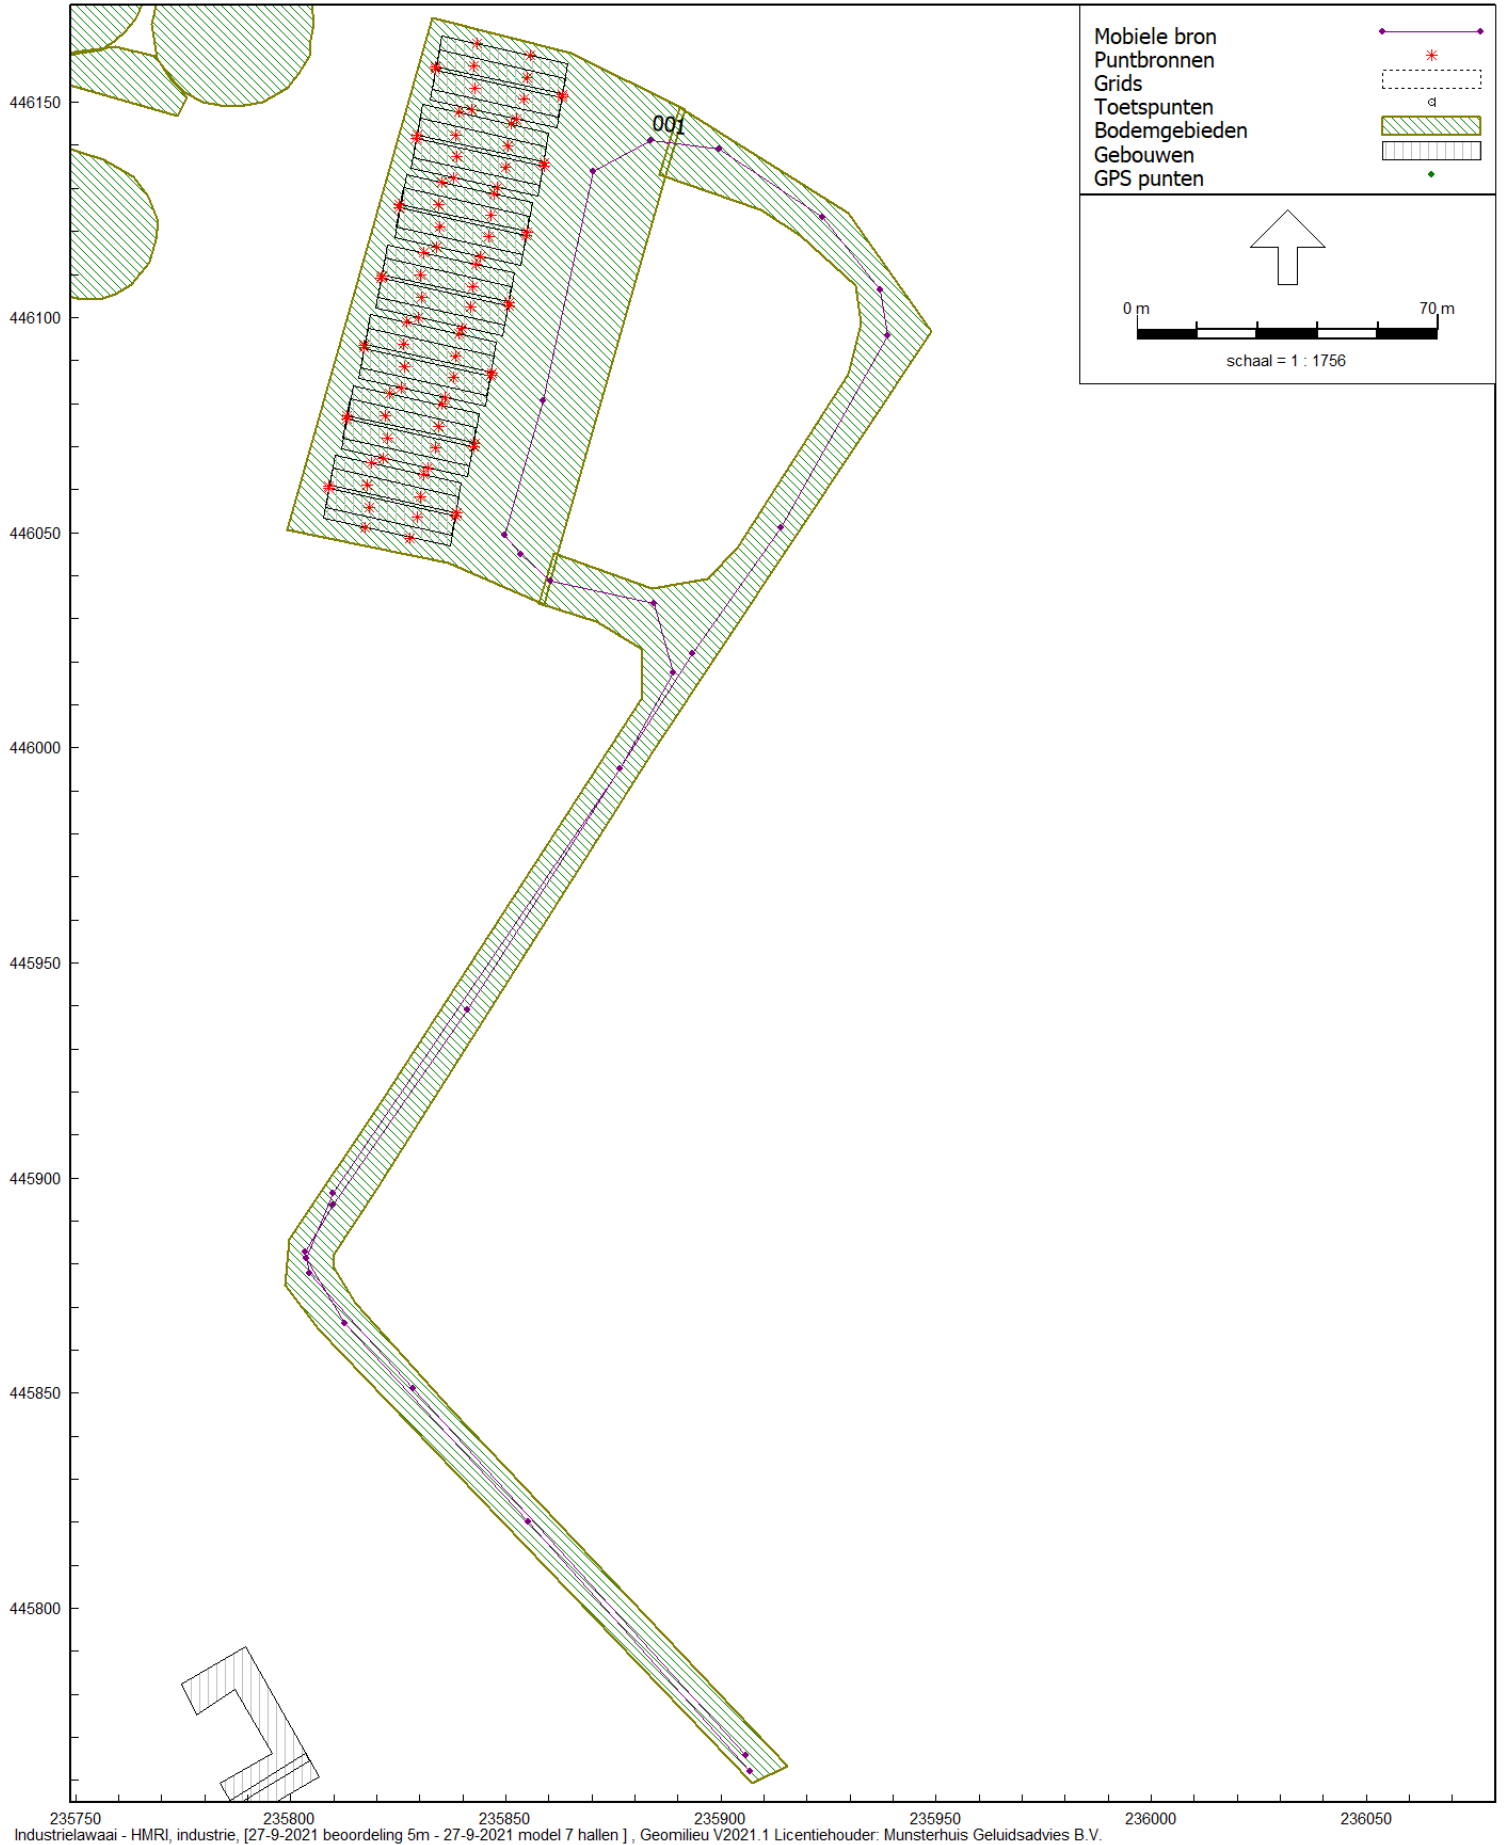 Mobiele bron
Puntbronnen
Grids
Toetspunten
Bodemgebieden
Gebouwen
GPS punten
0 m 70 m
schaal = 1 : 1756
001
446150
446100
446050
446000
445950
445900
445850
445800
235750 235800 235850 235900 235950 236000 236050
Industrielawaai - HMRI, industrie, [27-9-2021 beoordeling 5m - 27-9-2021 model 7 hallen ] , Geomilieu V2021.1 Licentiehouder: Munsterhuis Geluidsadvies B.V.